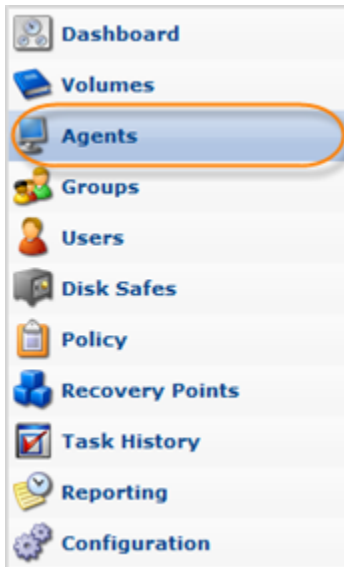 Dashboard
Volumes
Agents
Groups
Users
Disk Safes
Policy
Recovery Points
Task History
Reporting
Configuration